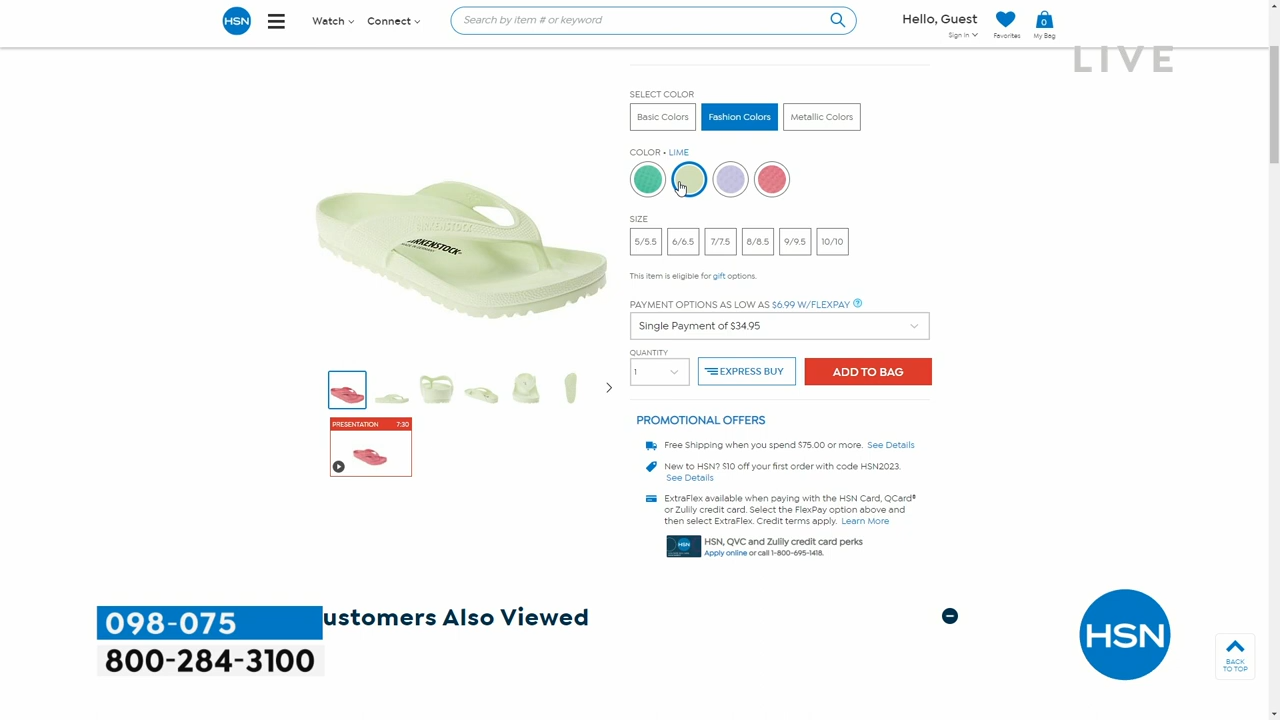 HSN
Watch
Connect
Search by item # or keyword
Hello, Guest
Sign In
Favorites
0
My Bag
LIVE
SELECT COLOR
Basic Colors
Fashion Colors
Metallic Colors
COLOR • LIME
SIZE
5/5.5
6/6.5
7/7.5
8/8.5
9/9.5
10/10
BIRKENSTOCK
This item is eligible for gift options.
PAYMENT OPTIONS AS LOW AS $6.99 W/FLEXPAY ?
Single Payment of $34.95
QUANTITY
1
EXPRESS BUY
ADD TO BAG
PRESENTATION 7:30
PROMOTIONAL OFFERS
Free Shipping when you spend $75.00 or more. See Details
New to HSN? $10 off your first order with code HSN2023.
See Details
ExtraFlex available when paying with the HSN Card, QCard®
or Zulily credit card. Select the FlexPay option above and
then select ExtraFlex. Credit terms apply. Learn More
HSN
HSN, QVC and Zulily credit card perks
Apply online or call 1-800-695-1418.
098-075
ustomers Also Viewed
800-284-3100
HSN
BACK
TO TOP